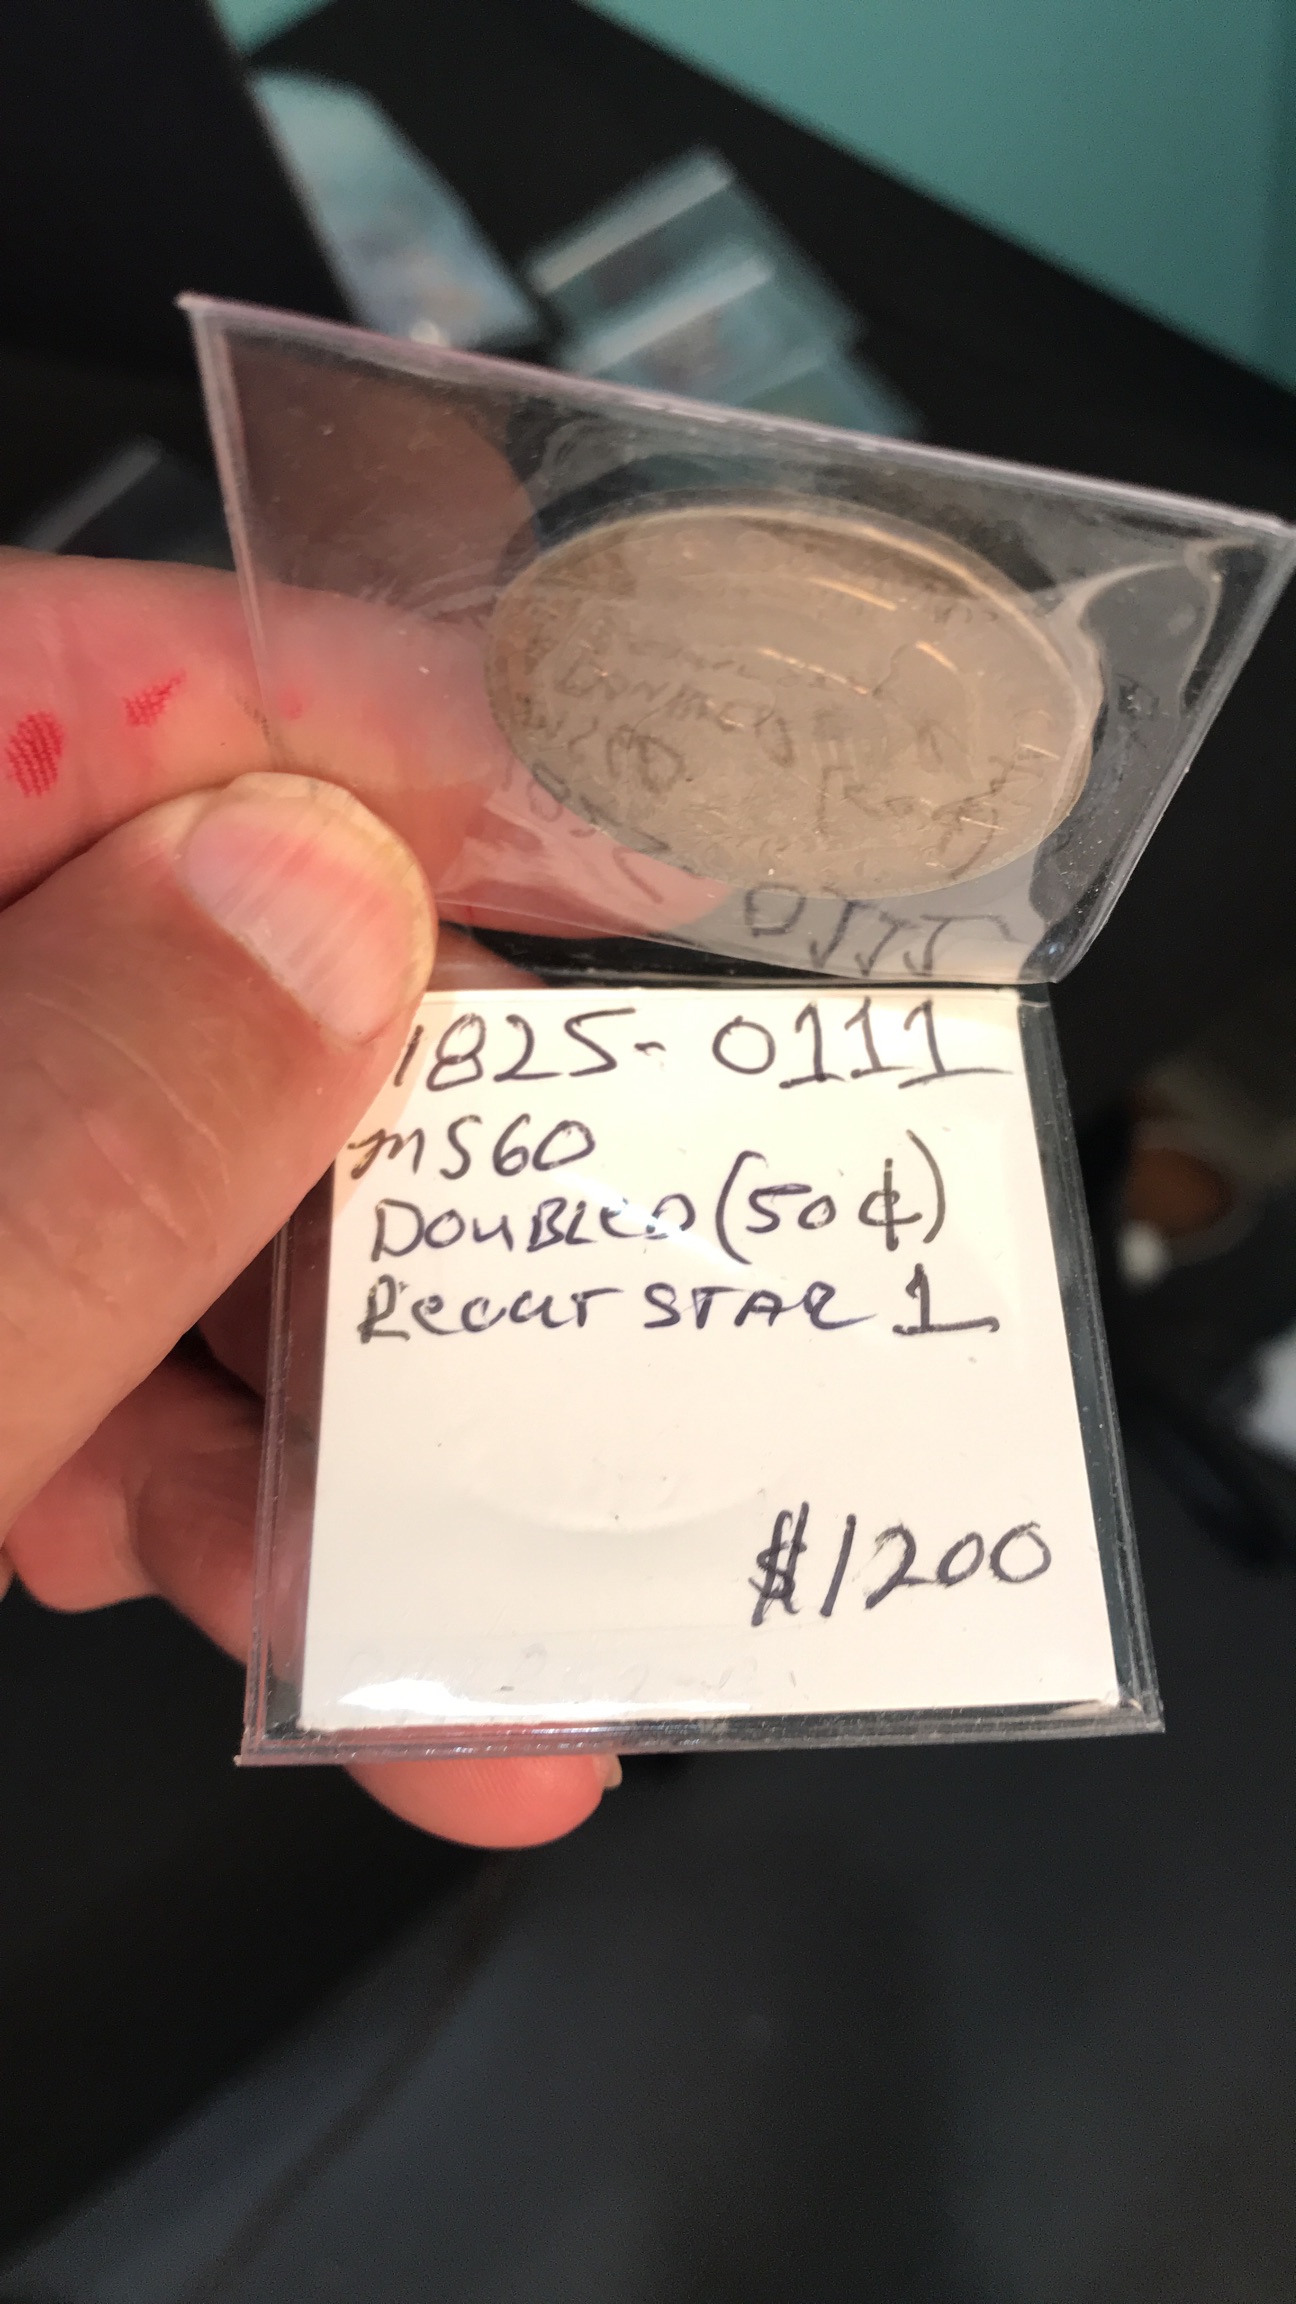 1825-0111
MS60
DOUBLED (50¢)
RECUT STAR 1
$1200